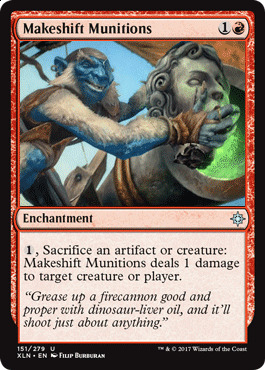 Makeshift Munitions 1
Enchantment
1, Sacrifice an artifact or creature:
Makeshift Munitions deals 1 damage
to target creature or player.
"Grease up a firecannon good and
proper with dinosaur-liver oil, and it'll
shoot just about anything."
151/279 U
XLN • EN Filip Burburan
™ & © 2017 Wizards of the Coast